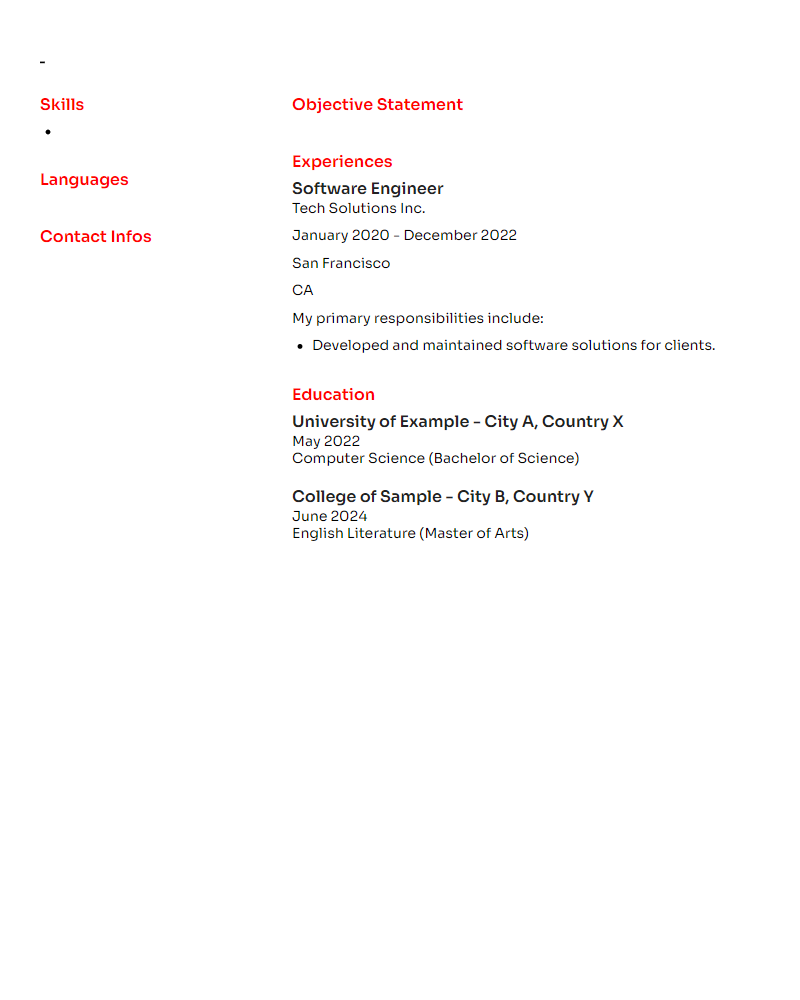 -
Skills
•
Languages
Contact Infos
Objective Statement
Experiences
Software Engineer
Tech Solutions Inc.
January 2020 - December 2022
San Francisco
CA
My primary responsibilities include:
• Developed and maintained software solutions for clients.
Education
University of Example - City A, Country X
May 2022
Computer Science (Bachelor of Science)
College of Sample - City B, Country Y
June 2024
English Literature (Master of Arts)